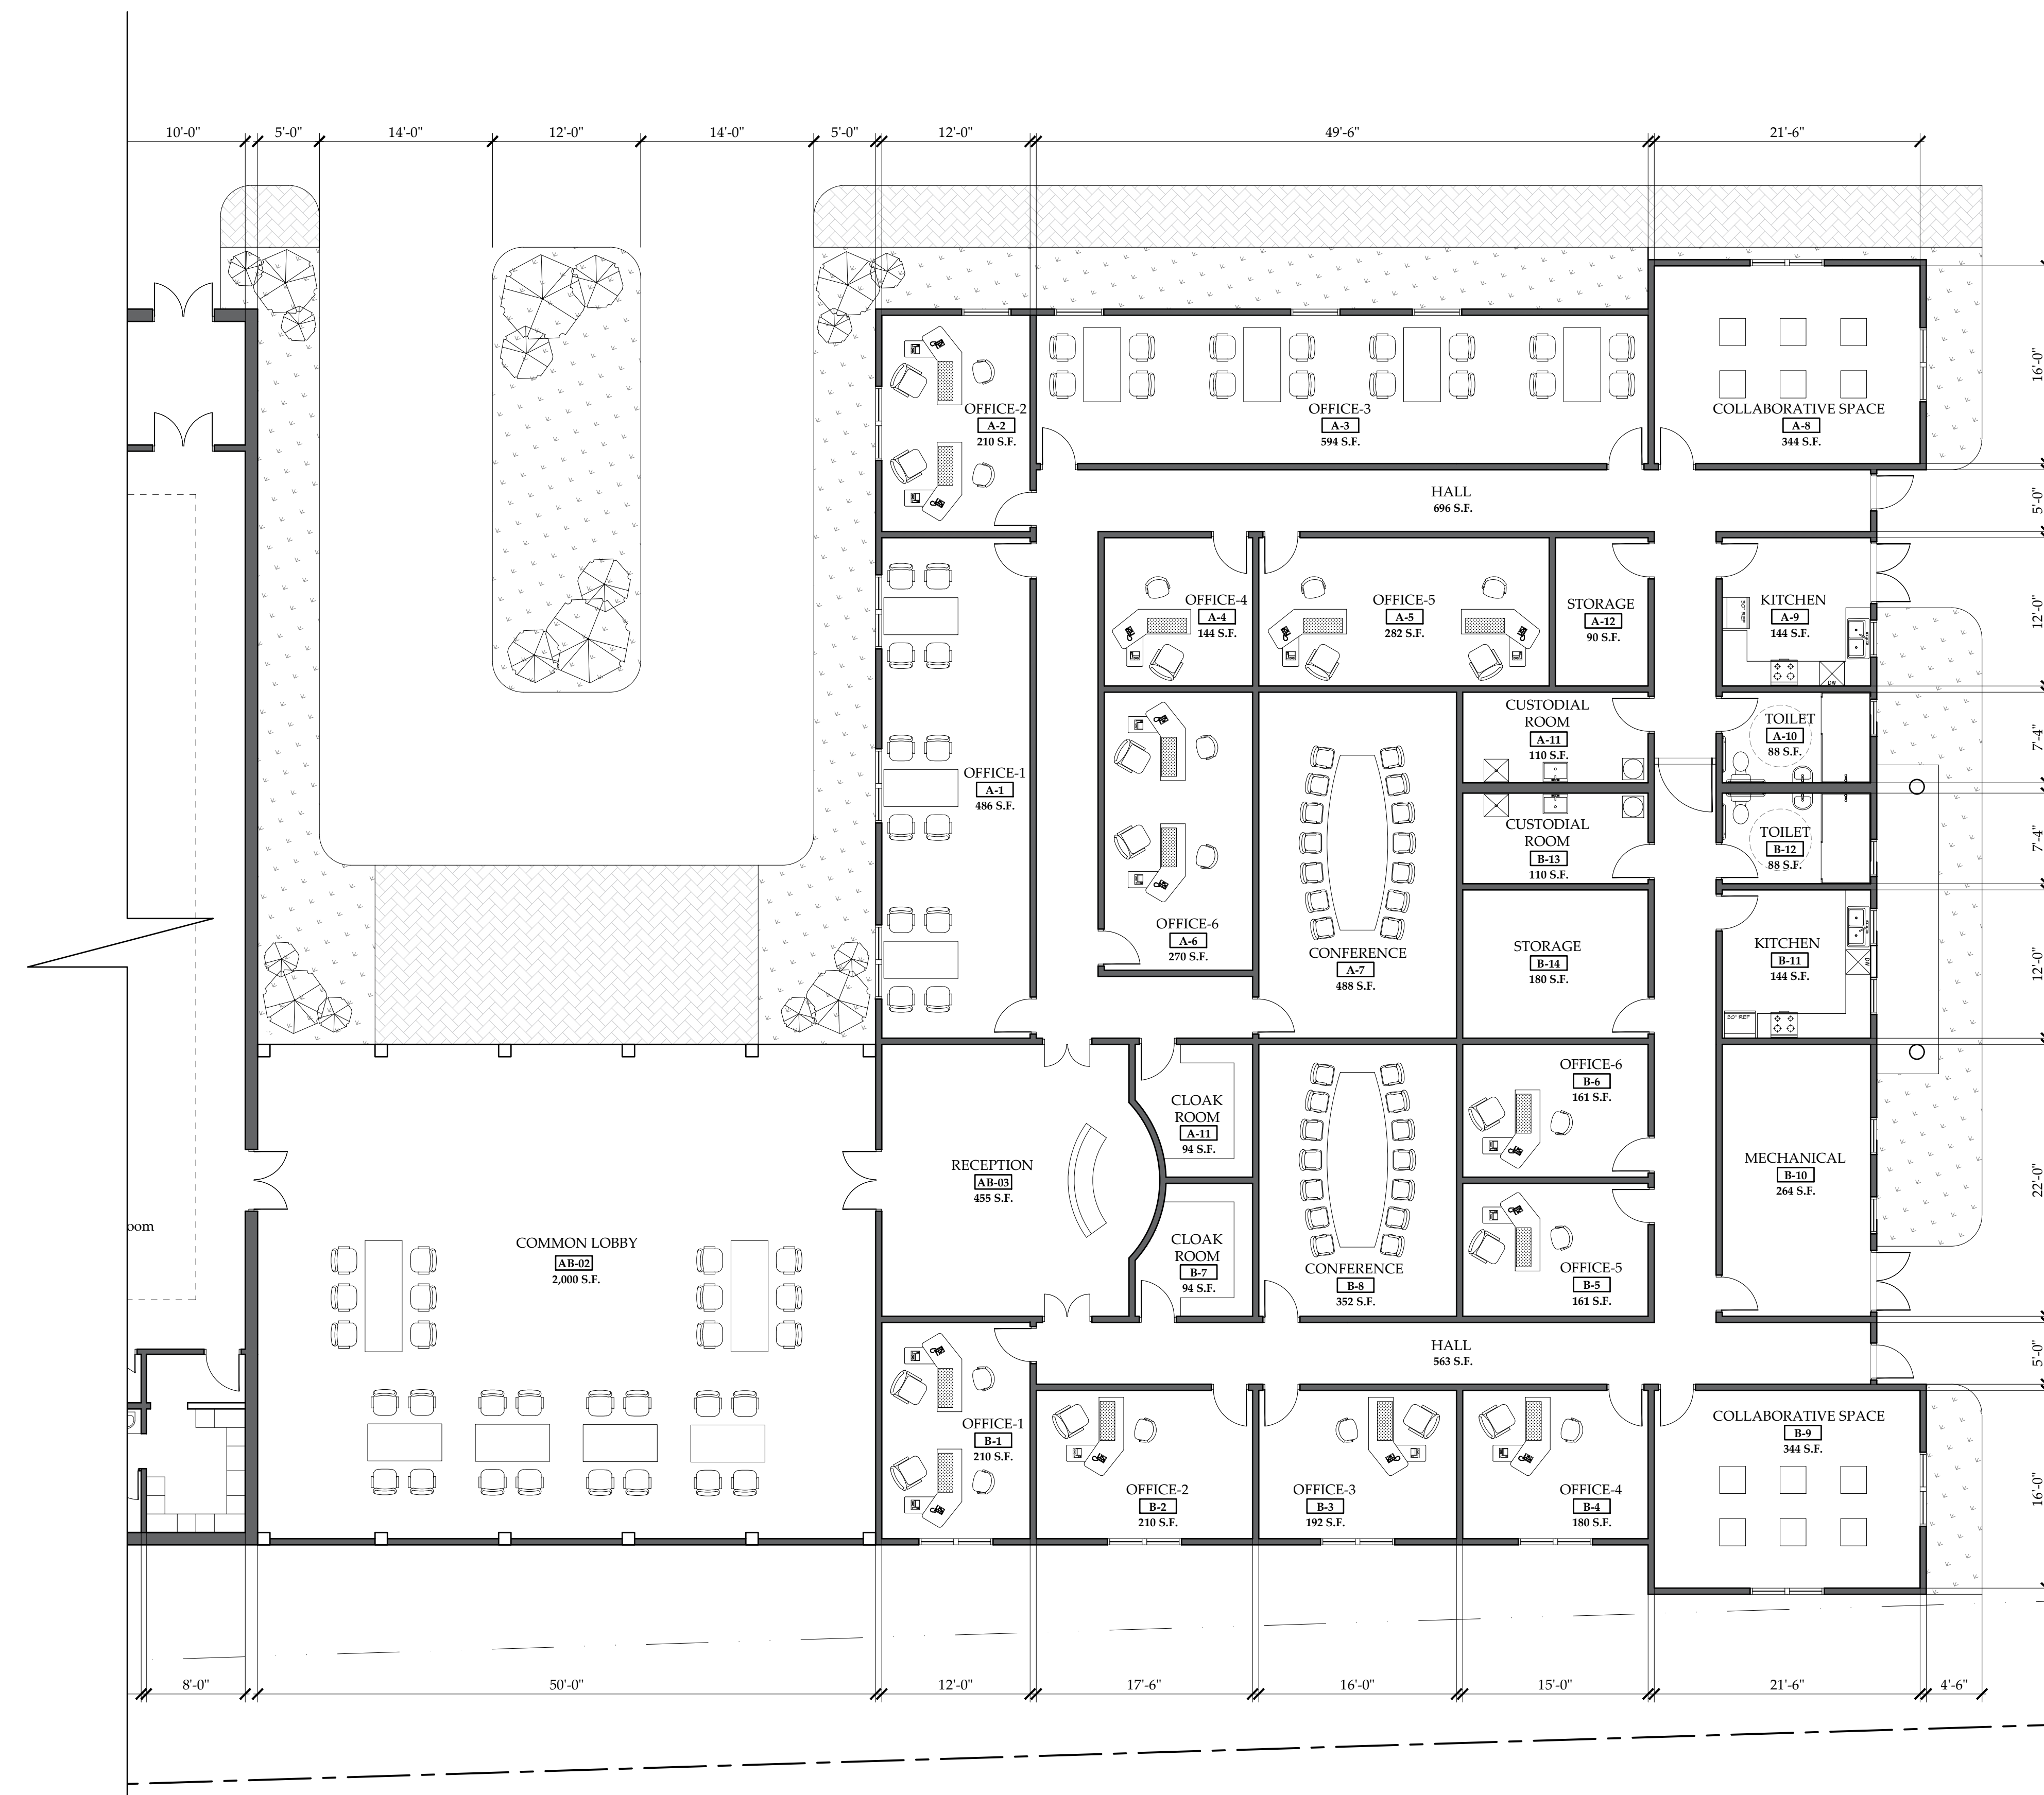 10'-0"
5'-0"
14'-0"
12'-0"
14'-0"
5'-0"
12'-0"
49'-6"
21'-6"
16'-0"
OFFICE-2
A-2
210 S.F.
OFFICE-3
A-3
594 S.F.
COLLABORATIVE SPACE
A-8
344 S.F.
HALL
696 S.F.
5'-0"
OFFICE-4
A-4
144 S.F.
OFFICE-5
A-5
282 S.F.
STORAGE
A-12
90 S.F.
30" REF
KITCHEN
A-9
144 S.F.
DW
12'-0"
OFFICE-1
A-1
486 S.F.
CUSTODIAL
ROOM
A-11
110 S.F.
TOILET
A-10
88 S.F.
7'-4"
CUSTODIAL
ROOM
B-13
110 S.F.
TOILET
B-12
88 S.F.
7'-4"
OFFICE-6
A-6
270 S.F.
CONFERENCE
A-7
488 S.F.
STORAGE
B-14
180 S.F.
KITCHEN
B-11
144 S.F.
DW
30" REF
12'-0"
RECEPTION
AB-03
455 S.F.
CLOAK
ROOM
A-11
94 S.F.
OFFICE-6
B-6
161 S.F.
MECHANICAL
B-10
264 S.F.
22'-0"
oom
COMMON LOBBY
AB-02
2,000 S.F.
CLOAK
ROOM
B-7
94 S.F.
CONFERENCE
B-8
352 S.F.
OFFICE-5
B-5
161 S.F.
HALL
563 S.F.
5'-0"
OFFICE-1
B-1
210 S.F.
OFFICE-2
B-2
210 S.F.
OFFICE-3
B-3
192 S.F.
OFFICE-4
B-4
180 S.F.
COLLABORATIVE SPACE
B-9
344 S.F.
16'-0"
8'-0"
50'-0"
12'-0"
17'-6"
16'-0"
15'-0"
21'-6"
4'-6"